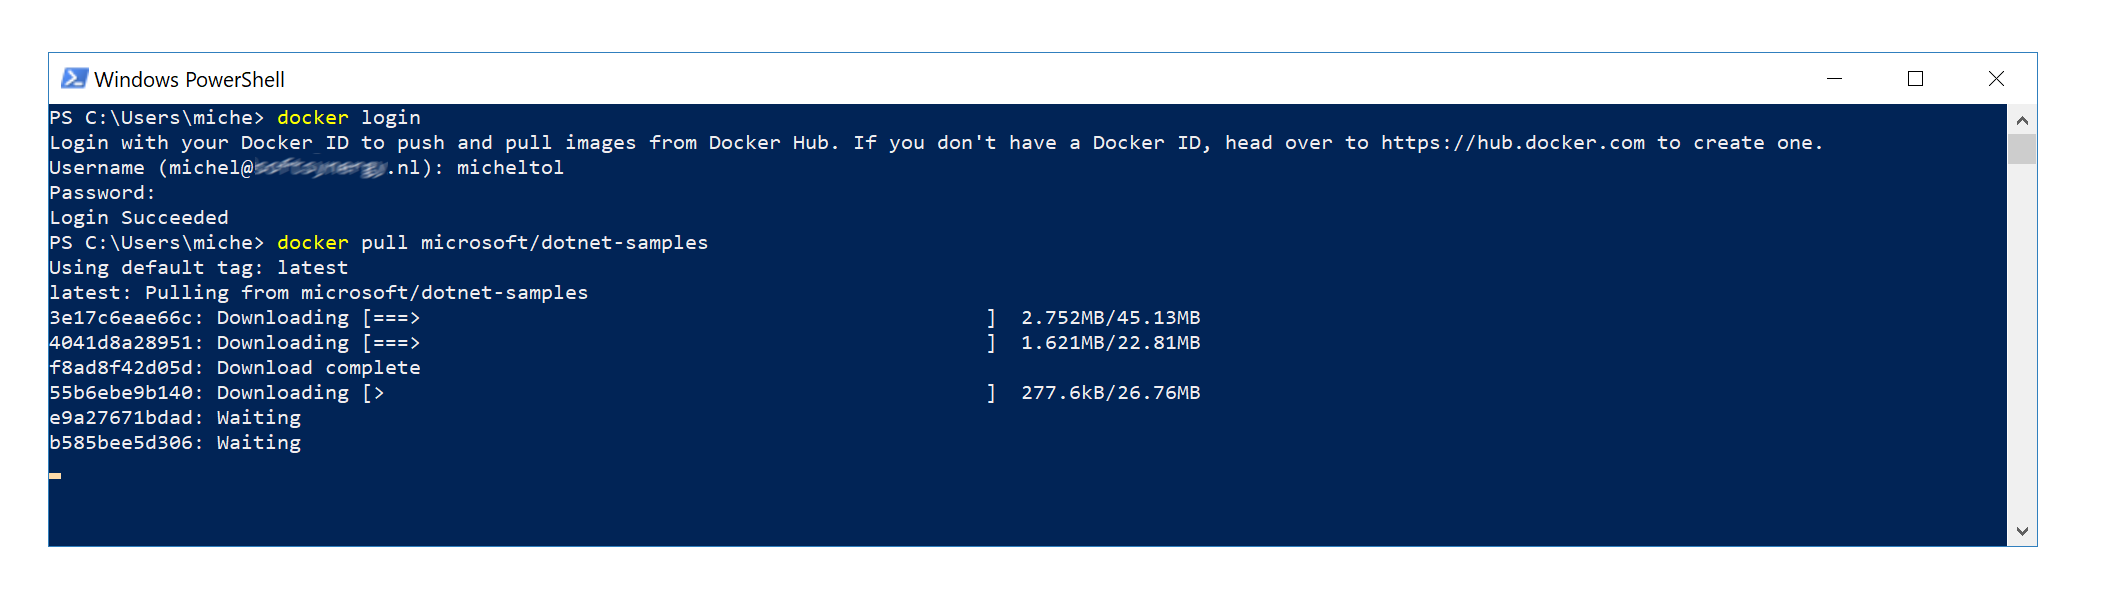 Windows PowerShell
PS C:\Users\miche> docker login
Login with your Docker ID to push and pull images from Docker Hub. If you don't have a Docker ID, head over to https://hub.docker.com to create one.
Username (michel@.nl): micheltol
Password:
Login Succeeded
PS C:\Users\miche> docker pull microsoft/dotnet-samples
Using default tag: latest
latest: Pulling from microsoft/dotnet-samples
3e17c6eae66c: Downloading [===> ] 2.752MB/45.13MB
4041d8a28951: Downloading [===> ] 1.621MB/22.81MB
f8ad8f42d05d: Download complete
55b6ebe9b140: Downloading [> ] 277.6kB/26.76MB
e9a27671bdad: Waiting
b585bee5d306: Waiting